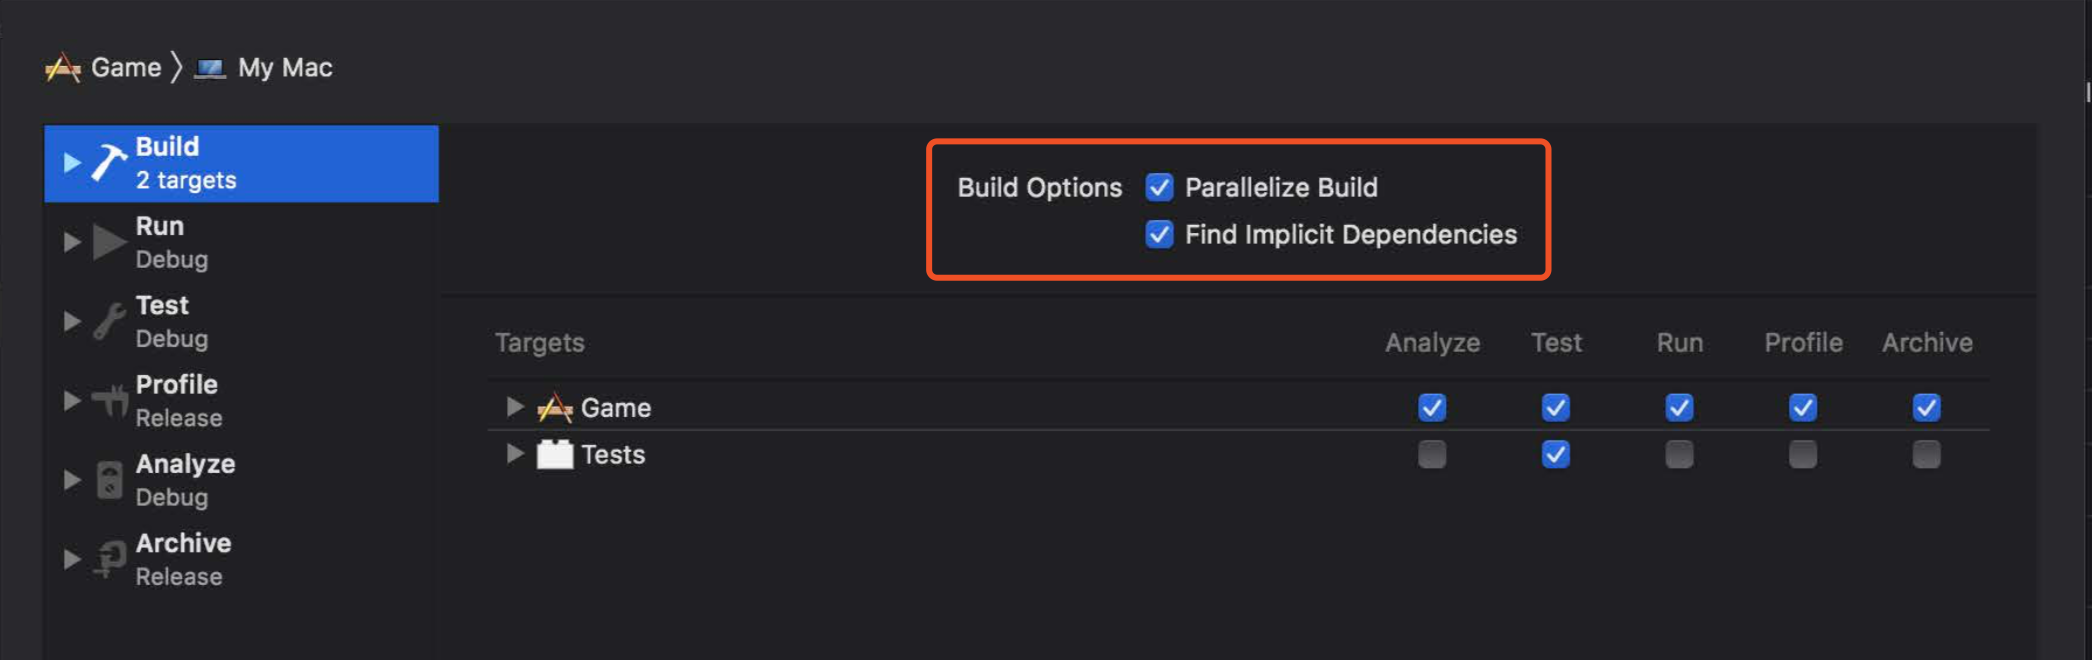 Game 〉 My Mac
Build
2 targets
Run
Debug
Test
Debug
Profile
Release
Analyze
Debug
Archive
Release
Build Options Parallelize Build
Find Implicit Dependencies
Targets Analyze Test Run Profile Archive
Game
Tests